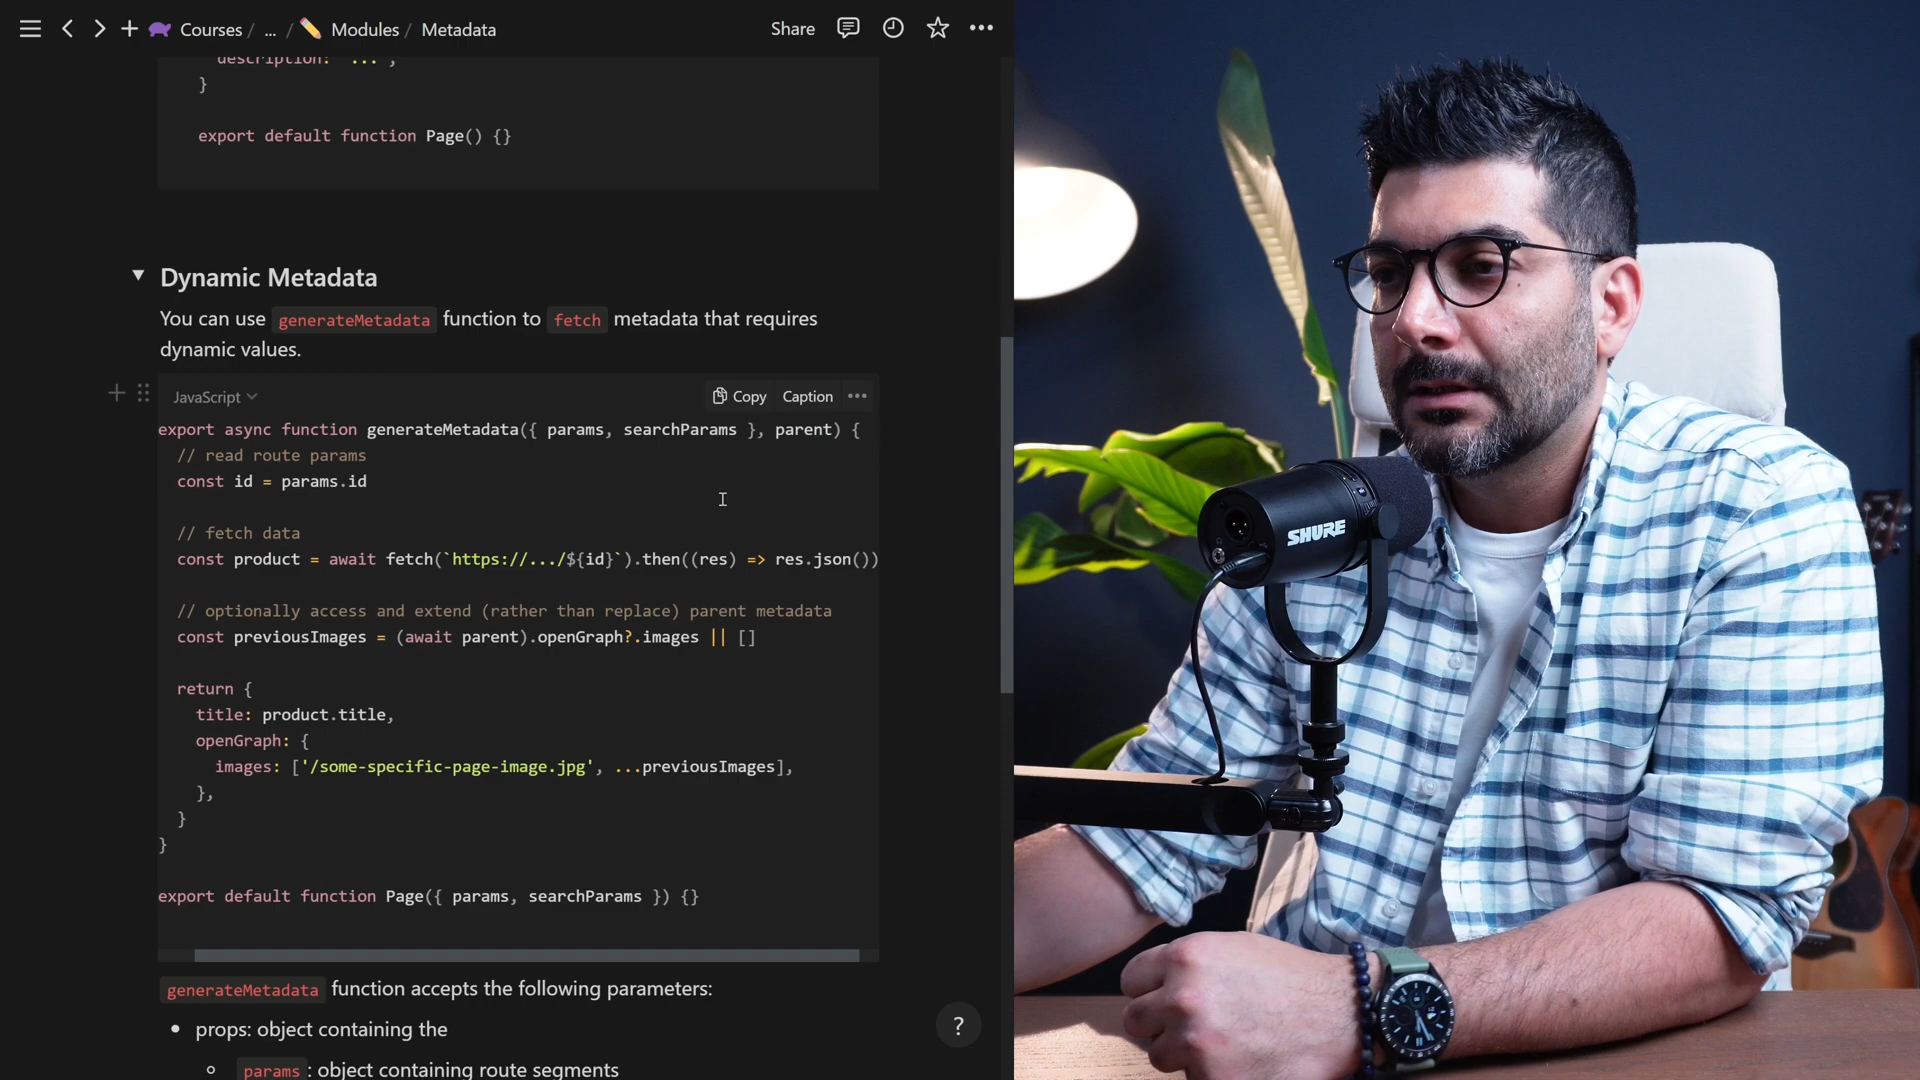 Courses / ... / Modules / Metadata Share
description: '...',
}
export default function Page() {}
Dynamic Metadata
You can use generateMetadata function to fetch metadata that requires
dynamic values.
JavaScript Copy Caption
export async function generateMetadata({ params, searchParams }, parent) {
// read route params
const id = params.id
// fetch data
const product = await fetch(`https://.../${id}`).then((res) => res.json())
// optionally access and extend (rather than replace) parent metadata
const previousImages = (await parent).openGraph?.images || []
return {
title: product.title,
openGraph: {
images: ['/some-specific-page-image.jpg', ...previousImages],
},
}
}
export default function Page({ params, searchParams }) {}
generateMetadata function accepts the following parameters:
props: object containing the
params : object containing route segments
?
SHURE